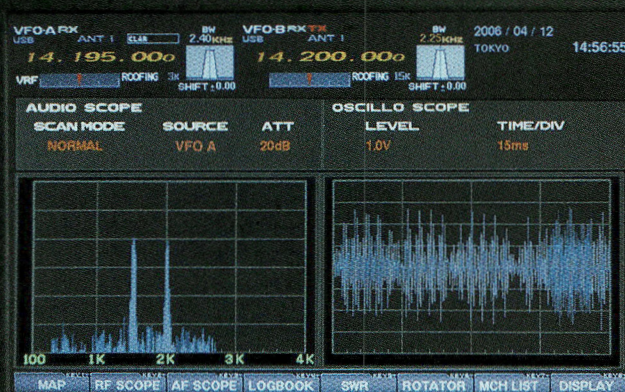 VFO-A RX
USB ANT 1 CLAR
BW
2.40KHz
14.195.00o
VRF ROOFING 3K
SHIFT ±0.00
VFO-B RX TX
USB ANT 1
BW
2.25KHz
14.200.00o
ROOFING 15K
SHIFT ±0.00
2006 / 04 / 12
TOKYO
14:56:55
AUDIO SCOPE
SCAN MODE SOURCE ATT
NORMAL VFO A 20dB
OSCILLO SCOPE
LEVEL TIME/DIV
1.0V 15ms
100 1K 2K 3K 4K
MAP RF SCOPE AF SCOPE LOGBOOK SWR ROTATOR MCH LIST DISPLAY